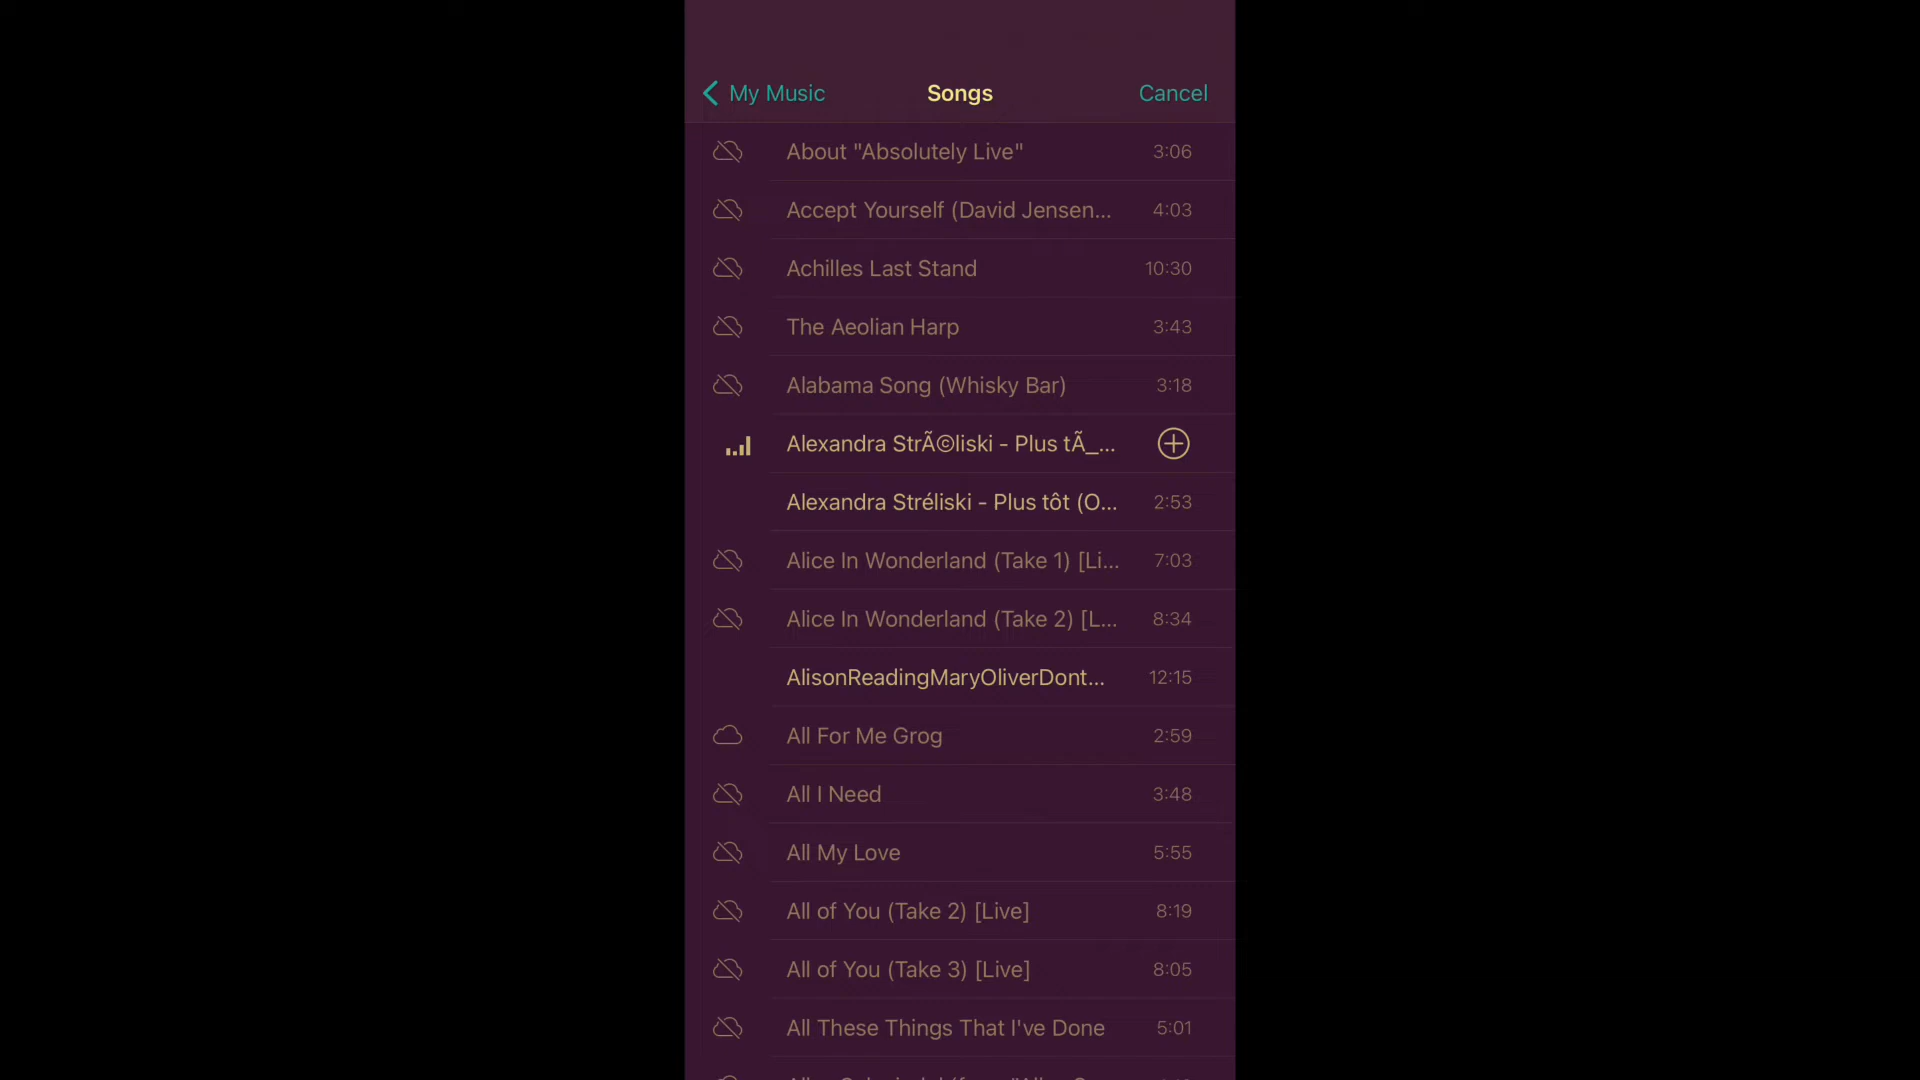 My Music Songs Cancel
About "Absolutely Live" 3:06
Accept Yourself (David Jensen... 4:03
Achilles Last Stand 10:30
The Aeolian Harp 3:43
Alabama Song (Whisky Bar) 3:18
Alexandra StrÃ©liski - Plus tÃ_...
Alexandra Stréliski - Plus tôt (O... 2:53
Alice In Wonderland (Take 1) [Li... 7:03
Alice In Wonderland (Take 2) [L... 8:34
AlisonReadingMaryOliverDont... 12:15
All For Me Grog 2:59
All I Need 3:48
All My Love 5:55
All of You (Take 2) [Live] 8:19
All of You (Take 3) [Live] 8:05
All These Things That I've Done 5:01